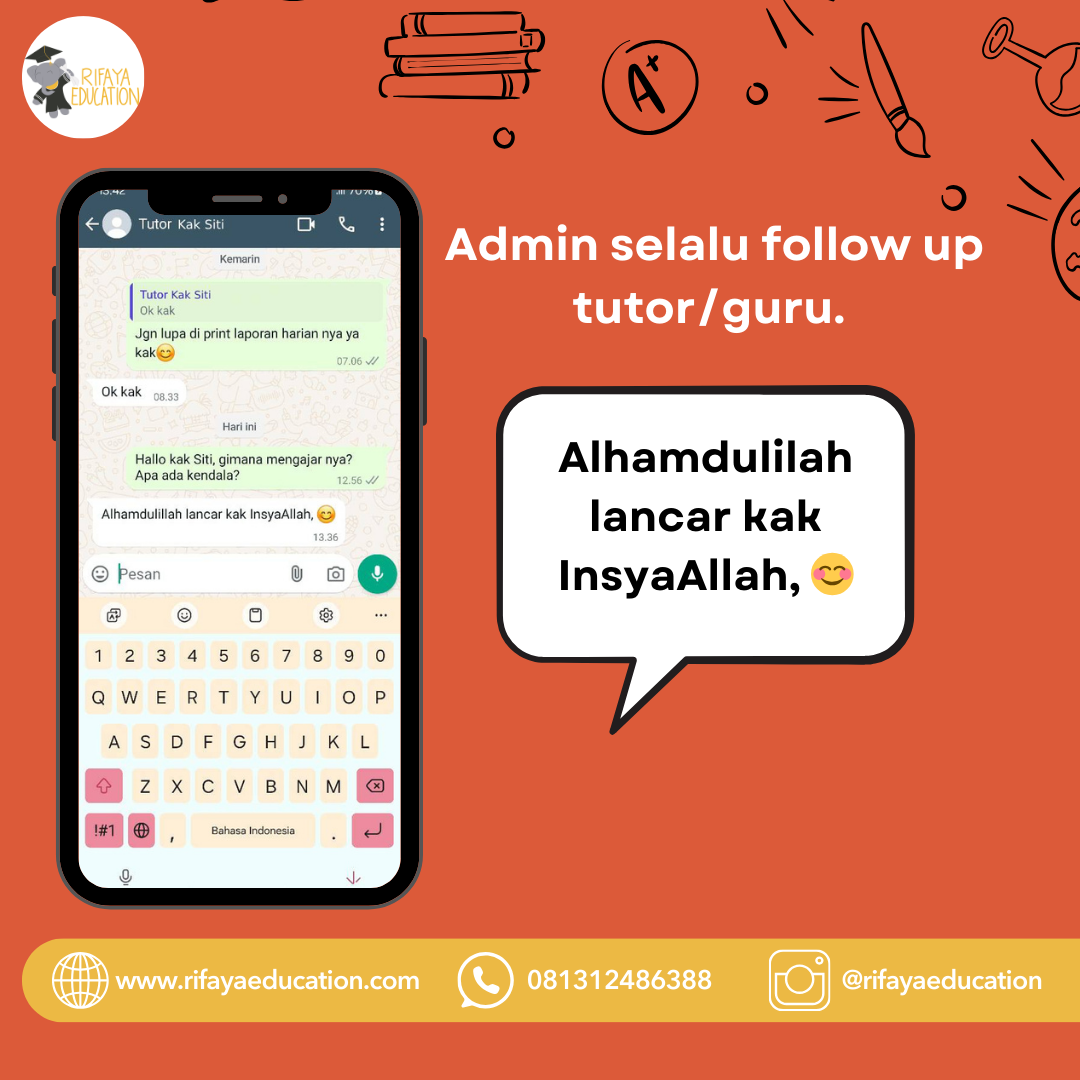 RIFAYA
EDUCATION
A+
13.42
70%
Tutor Kak Siti
Kemarin
Tutor Kak Siti
Ok kak
Jgn lupa di print laporan harian nya ya
kak😊
07.06
Ok kak
08.33
Hari ini
Hallo kak Siti, gimana mengajar nya?
Apa ada kendala?
12.56
Alhamdulillah lancar kak InsyaAllah, 😊
13.36
Pesan
1 2 3 4 5 6 7 8 9 0
Q W E R T Y U I O P
A S D F G H J K L
Z X C V B N M
!#1 , Bahasa Indonesia .
Admin selalu follow up
tutor/guru.
Alhamdulilah
lancar kak
InsyaAllah, 😊
www.rifayaeducation.com
081312486388
@rifayaeducation